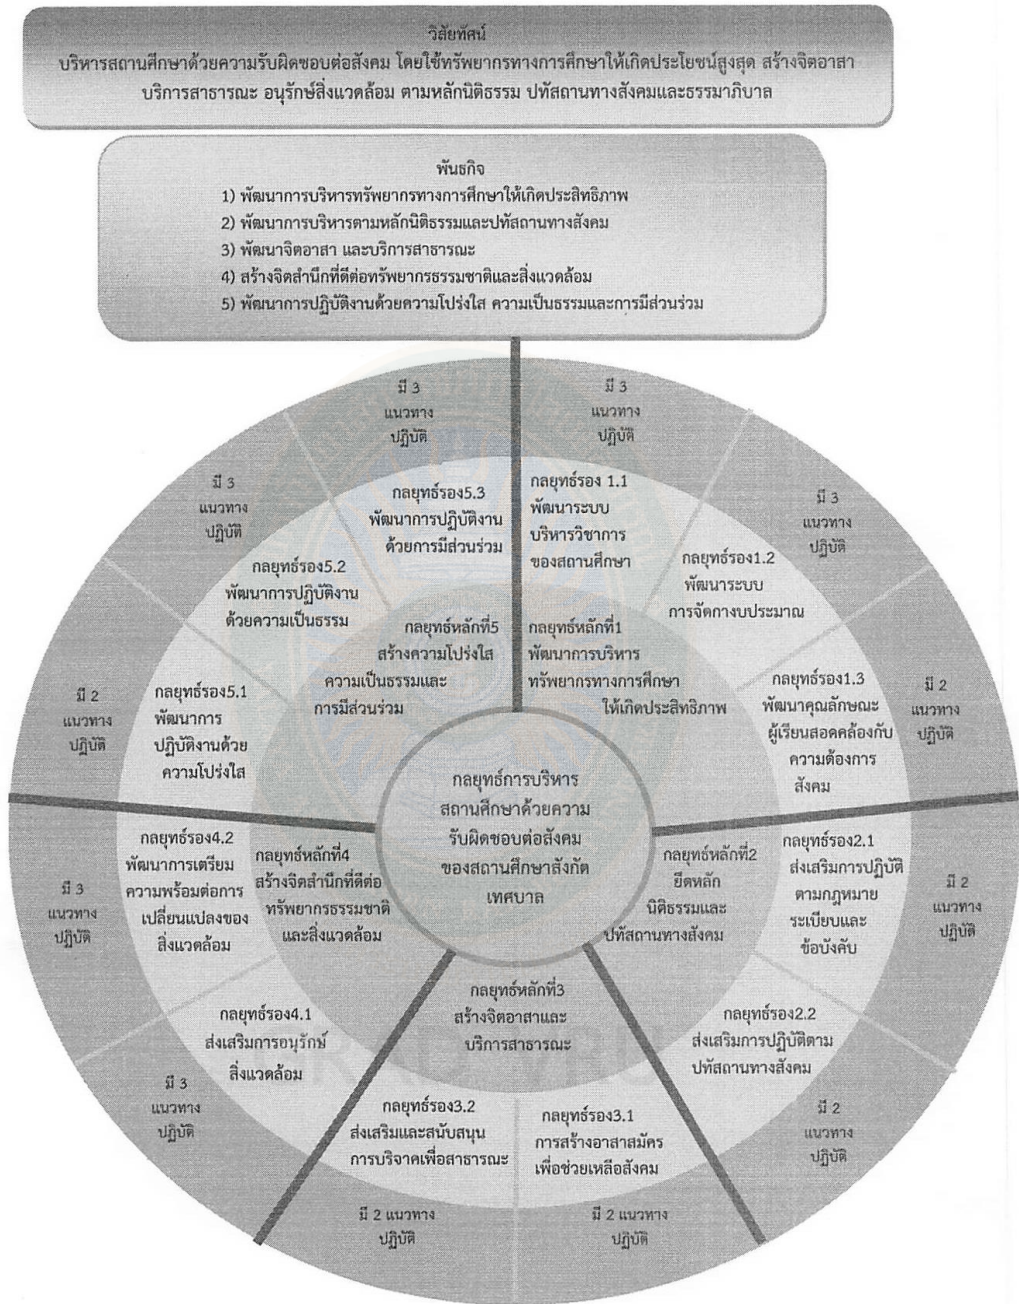 วิสัยทัศน์
บริหารสถานศึกษาด้วยความรับผิดชอบต่อสังคม โดยใช้ทรัพยากรทางการศึกษาให้เกิดประโยชน์สูงสุด สร้างจิตอาสา
บริการสาธารณะ อนุรักษ์สิ่งแวดล้อม ตามหลักนิติธรรม ปทัสถานทางสังคมและธรรมาภิบาล
พันธกิจ
1) พัฒนาการบริหารทรัพยากรทางการศึกษาให้เกิดประสิทธิภาพ
2) พัฒนาการบริหารตามหลักนิติธรรมและปทัสถานทางสังคม
3) พัฒนาจิตอาสา และบริการสาธารณะ
4) สร้างจิตสำนึกที่ดีต่อทรัพยากรธรรมชาติและสิ่งแวดล้อม
5) พัฒนาการปฏิบัติงานด้วยความโปร่งใส ความเป็นธรรมและการมีส่วนร่วม
กลยุทธ์การบริหาร
สถานศึกษาด้วยความ
รับผิดชอบต่อสังคม
ของสถานศึกษาสังกัด
เทศบาล
กลยุทธ์หลักที่1
พัฒนาการบริหาร
ทรัพยากรทางการศึกษา
ให้เกิดประสิทธิภาพ
กลยุทธ์รอง 1.1
พัฒนาระบบ
บริหารวิชาการ
ของสถานศึกษา
มี 3
แนวทาง
ปฏิบัติ
กลยุทธ์รอง1.2
พัฒนาระบบ
การจัดกางบประมาณ
มี 3
แนวทาง
ปฏิบัติ
กลยุทธ์รอง1.3
พัฒนาคุณลักษณะ
ผู้เรียนสอดคล้องกับ
ความต้องการ
สังคม
มี 2
แนวทาง
ปฏิบัติ
กลยุทธ์หลักที่2
ยึดหลัก
นิติธรรมและ
ปทัสถานทางสังคม
กลยุทธ์รอง2.1
ส่งเสริมการปฏิบัติ
ตามกฎหมาย
ระเบียบและ
ข้อบังคับ
มี 2
แนวทาง
ปฏิบัติ
กลยุทธ์รอง2.2
ส่งเสริมการปฏิบัติตาม
ปทัสถานทางสังคม
มี 2
แนวทาง
ปฏิบัติ
กลยุทธ์หลักที่3
สร้างจิตอาสาและ
บริการสาธารณะ
กลยุทธ์รอง3.1
การสร้างอาสาสมัคร
เพื่อช่วยเหลือสังคม
มี 2 แนวทาง
ปฏิบัติ
กลยุทธ์รอง3.2
ส่งเสริมและสนับสนุน
การบริจาคเพื่อสาธารณะ
มี 2 แนวทาง
ปฏิบัติ
กลยุทธ์หลักที่4
สร้างจิตสำนึกที่ดีต่อ
ทรัพยากรธรรมชาติ
และสิ่งแวดล้อม
กลยุทธ์รอง4.1
ส่งเสริมการอนุรักษ์
สิ่งแวดล้อม
มี 3
แนวทาง
ปฏิบัติ
กลยุทธ์รอง4.2
พัฒนาการเตรียม
ความพร้อมต่อการ
เปลี่ยนแปลงของ
สิ่งแวดล้อม
มี 3
แนวทาง
ปฏิบัติ
กลยุทธ์หลักที่5
สร้างความโปร่งใส
ความเป็นธรรมและ
การมีส่วนร่วม
กลยุทธ์รอง5.1
พัฒนาการ
ปฏิบัติงานด้วย
ความโปร่งใส
มี 2
แนวทาง
ปฏิบัติ
กลยุทธ์รอง5.2
พัฒนาการปฏิบัติงาน
ด้วยความเป็นธรรม
มี 3
แนวทาง
ปฏิบัติ
กลยุทธ์รอง5.3
พัฒนาการปฏิบัติงาน
ด้วยการมีส่วนร่วม
มี 3
แนวทาง
ปฏิบัติ